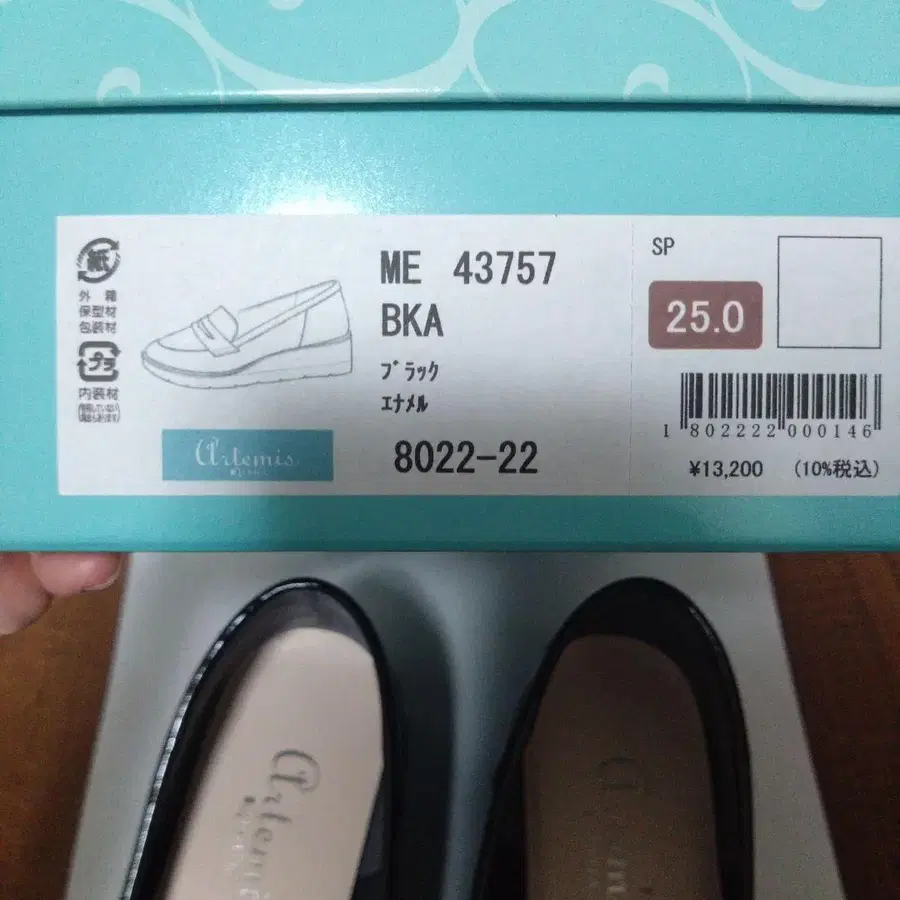 紙
外 箱
保型材
包装材
プラ
内装材
ME 43757
BKA
ブラック
エナメル
8022-22
Artemis
SP
25.0
1 802222 000146
¥13,200 (10%税込)
Artemis